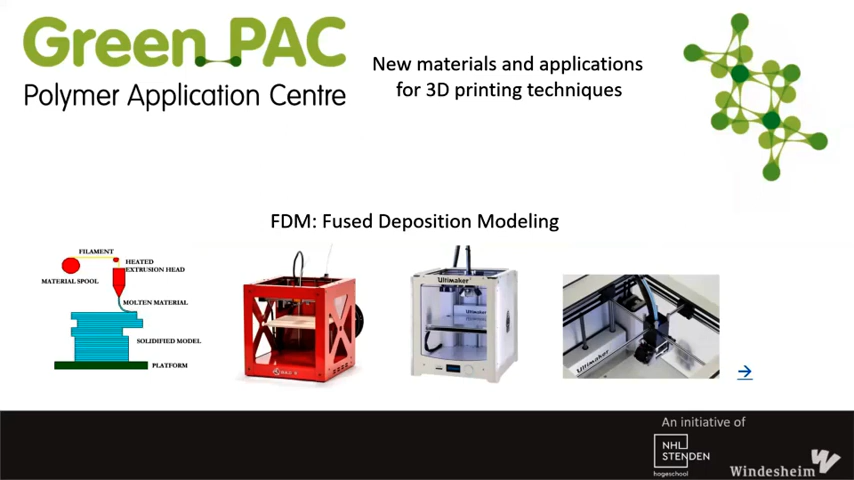 Green PAC
Polymer Application Centre
New materials and applications
for 3D printing techniques
FDM: Fused Deposition Modeling
FILAMENT
HEATED
EXTRUSION HEAD
MATERIAL SPOOL
MOLTEN MATERIAL
SOLIDIFIED MODEL
PLATFORM
Ultimaker
Ultimaker
Ultimaker
→
An initiative of
NHL
STENDEN
hogeschool
Windesheim